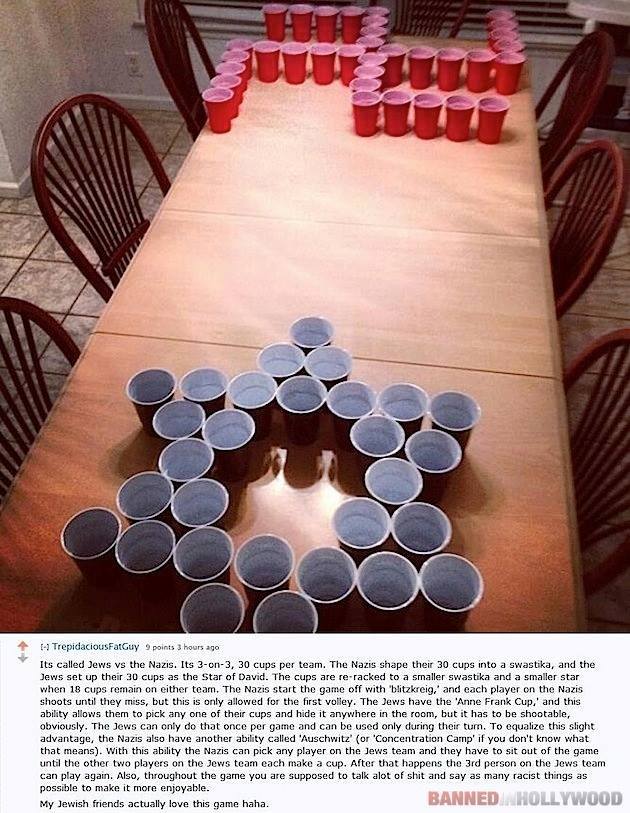 [-] TrepidaciousFatGuy 9 points 3 hours ago
Its called Jews vs the Nazis. Its 3-on-3, 30 cups per team. The Nazis shape their 30 cups into a swastika, and the
Jews set up their 30 cups as the Star of David. The cups are re-racked to a smaller swastika and a smaller star
when 18 cups remain on either team. The Nazis start the game off with 'blitzkreig,' and each player on the Nazis
shoots until they miss, but this is only allowed for the first volley. The Jews have the 'Anne Frank Cup,' and this
ability allows them to pick any one of their cups and hide it anywhere in the room, but it has to be shootable,
obviously. The Jews can only do that once per game and can be used only during their turn. To equalize this slight
advantage, the Nazis also have another ability called 'Auschwitz' (or 'Concentration Camp' if you don't know what
that means). With this ability the Nazis can pick any player on the Jews team and they have to sit out of the game
until the other two players on the Jews team each make a cup. After that happens the 3rd person on the Jews team
can play again. Also, throughout the game you are supposed to talk alot of shit and say as many racist things as
possible to make it more enjoyable.
My Jewish friends actually love this game haha.
BANNEDINHOLLYWOOD